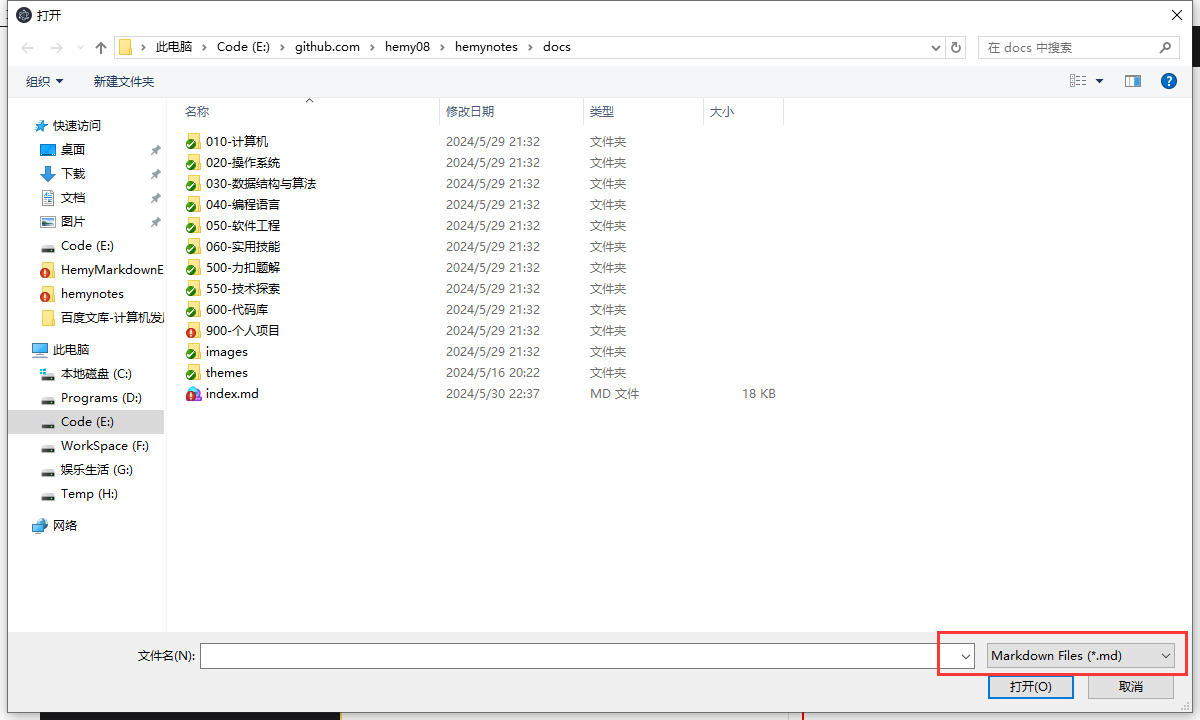 打开
此电脑 › Code (E:) › github.com › hemy08 › hemynotes › docs
在 docs 中搜索
组织
新建文件夹
名称 修改日期 类型 大小
快速访问
桌面
下载
文档
图片
Code (E:)
HemyMarkdownE
hemynotes
百度文库-计算机发
此电脑
本地磁盘 (C:)
Programs (D:)
Code (E:)
WorkSpace (F:)
娱乐生活 (G:)
Temp (H:)
网络
010-计算机 2024/5/29 21:32 文件夹
020-操作系统 2024/5/29 21:32 文件夹
030-数据结构与算法 2024/5/29 21:32 文件夹
040-编程语言 2024/5/29 21:32 文件夹
050-软件工程 2024/5/29 21:32 文件夹
060-实用技能 2024/5/29 21:32 文件夹
500-力扣题解 2024/5/29 21:32 文件夹
550-技术探索 2024/5/29 21:32 文件夹
600-代码库 2024/5/29 21:32 文件夹
900-个人项目 2024/5/29 21:32 文件夹
images 2024/5/29 21:32 文件夹
themes 2024/5/16 20:22 文件夹
index.md 2024/5/30 22:37 MD 文件 18 KB
文件名(N):
Markdown Files (*.md)
打开(O)
取消